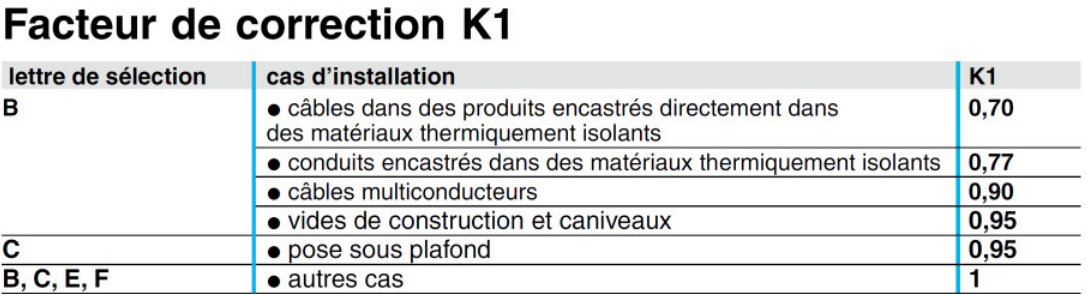 Facteur de correction K1
lettre de sélection cas d'installation K1
B ● câbles dans des produits encastrés directement dans 0,70
des matériaux thermiquement isolants
● conduits encastrés dans des matériaux thermiquement isolants 0,77
● câbles multiconducteurs 0,90
● vides de construction et caniveaux 0,95
C ● pose sous plafond 0,95
B, C, E, F ● autres cas 1